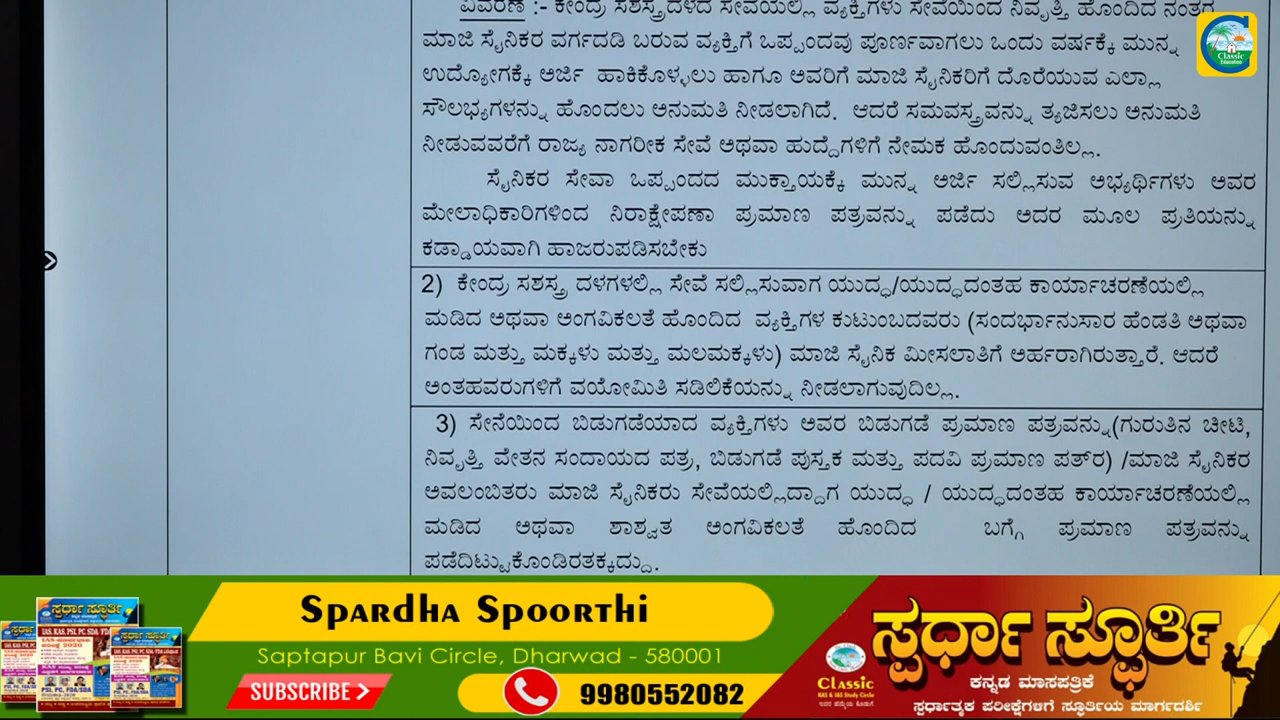 ವಿವರಣೆ :- ಕೇಂದ್ರ ಸಶಸ್ತ್ರದಳದ ಸೇವೆಯಲ್ಲಿ ವ್ಯಕ್ತಿಗಳು ಸೇವೆಯಿಂದ ನಿವೃತ್ತಿ ಹೊಂದಿದ ನಂತರ
ಮಾಜಿ ಸೈನಿಕರ ವರ್ಗದಡಿ ಬರುವ ವ್ಯಕ್ತಿಗೆ ಒಪ್ಪಂದವು ಪೂರ್ಣವಾಗಲು ಒಂದು ವರ್ಷಕ್ಕೆ ಮುನ್ನ
ಉದ್ಯೋಗಕ್ಕೆ ಅರ್ಜಿ ಹಾಕಿಕೊಳ್ಳಲು ಹಾಗೂ ಅವರಿಗೆ ಮಾಜಿ ಸೈನಿಕರಿಗೆ ದೊರೆಯುವ ಎಲ್ಲಾ
ಸೌಲಭ್ಯಗಳನ್ನು ಹೊಂದಲು ಅನುಮತಿ ನೀಡಲಾಗಿದೆ. ಆದರೆ ಸಮವಸ್ತ್ರವನ್ನು ತ್ಯಜಿಸಲು ಅನುಮತಿ
ನೀಡುವವರೆಗೆ ರಾಜ್ಯ ನಾಗರೀಕ ಸೇವೆ ಅಥವಾ ಹುದ್ದೆಗಳಿಗೆ ನೇಮಕ ಹೊಂದುವಂತಿಲ್ಲ.
ಸೈನಿಕರ ಸೇವಾ ಒಪ್ಪಂದದ ಮುಕ್ತಾಯಕ್ಕೆ ಮುನ್ನ ಅರ್ಜಿ ಸಲ್ಲಿಸುವ ಅಭ್ಯರ್ಥಿಗಳು ಅವರ
ಮೇಲಾಧಿಕಾರಿಗಳಿಂದ ನಿರಾಕ್ಷೇಪಣಾ ಪ್ರಮಾಣ ಪತ್ರವನ್ನು ಪಡೆದು ಅದರ ಮೂಲ ಪ್ರತಿಯನ್ನು
ಕಡ್ಡಾಯವಾಗಿ ಹಾಜರುಪಡಿಸಬೇಕು
2) ಕೇಂದ್ರ ಸಶಸ್ತ್ರ ದಳಗಳಲ್ಲಿ ಸೇವೆ ಸಲ್ಲಿಸುವಾಗ ಯುದ್ಧ/ಯುದ್ಧದಂತಹ ಕಾರ್ಯಾಚರಣೆಯಲ್ಲಿ
ಮಡಿದ ಅಥವಾ ಅಂಗವಿಕಲತೆ ಹೊಂದಿದ ವ್ಯಕ್ತಿಗಳ ಕುಟುಂಬದವರು (ಸಂದರ್ಭಾನುಸಾರ ಹೆಂಡತಿ ಅಥವಾ
ಗಂಡ ಮತ್ತು ಮಕ್ಕಳು ಮತ್ತು ಮಲಮಕ್ಕಳು) ಮಾಜಿ ಸೈನಿಕ ಮೀಸಲಾತಿಗೆ ಅರ್ಹರಾಗಿರುತ್ತಾರೆ. ಆದರೆ
ಅಂತಹವರುಗಳಿಗೆ ವಯೋಮಿತಿ ಸಡಿಲಿಕೆಯನ್ನು ನೀಡಲಾಗುವುದಿಲ್ಲ.
3) ಸೇನೆಯಿಂದ ಬಿಡುಗಡೆಯಾದ ವ್ಯಕ್ತಿಗಳು ಅವರ ಬಿಡುಗಡೆ ಪ್ರಮಾಣ ಪತ್ರವನ್ನು(ಗುರುತಿನ ಚೀಟಿ,
ನಿವೃತ್ತಿ ವೇತನ ಸಂದಾಯದ ಪತ್ರ, ಬಿಡುಗಡೆ ಪುಸ್ತಕ ಮತ್ತು ಪದವಿ ಪ್ರಮಾಣ ಪತ್‌ರ) /ಮಾಜಿ ಸೈನಿಕರ
ಅವಲಂಬಿತರು ಮಾಜಿ ಸೈನಿಕರು ಸೇವೆಯಲ್ಲಿದ್ದಾಗ ಯುದ್ಧ / ಯುದ್ಧದಂತಹ ಕಾರ್ಯಾಚರಣೆಯಲ್ಲಿ
ಮಡಿದ ಅಥವಾ ಶಾಶ್ವತ ಅಂಗವಿಕಲತೆ ಹೊಂದಿದ ಬಗ್ಗೆ ಪ್ರಮಾಣ ಪತ್ರವನ್ನು
ಪಡೆದಿಟ್ಟುಕೊಂಡಿರತಕ್ಕದ್ದು.
Classic
Education
Spardha Spoorthi
Saptapur Bavi Circle, Dharwad - 580001
SUBSCRIBE
9980552082
ಸ್ಪರ್ಧಾ ಸ್ಫೂರ್ತಿ
ಕನ್ನಡ ಮಾಸಪತ್ರಿಕೆ
ಸ್ಪರ್ಧಾತ್ಮಕ ಪರೀಕ್ಷೆಗಳಿಗೆ ಸ್ಫೂರ್ತಿಯ ಮಾರ್ಗದರ್ಶಿ
Classic
KAS & IAS Study Circle